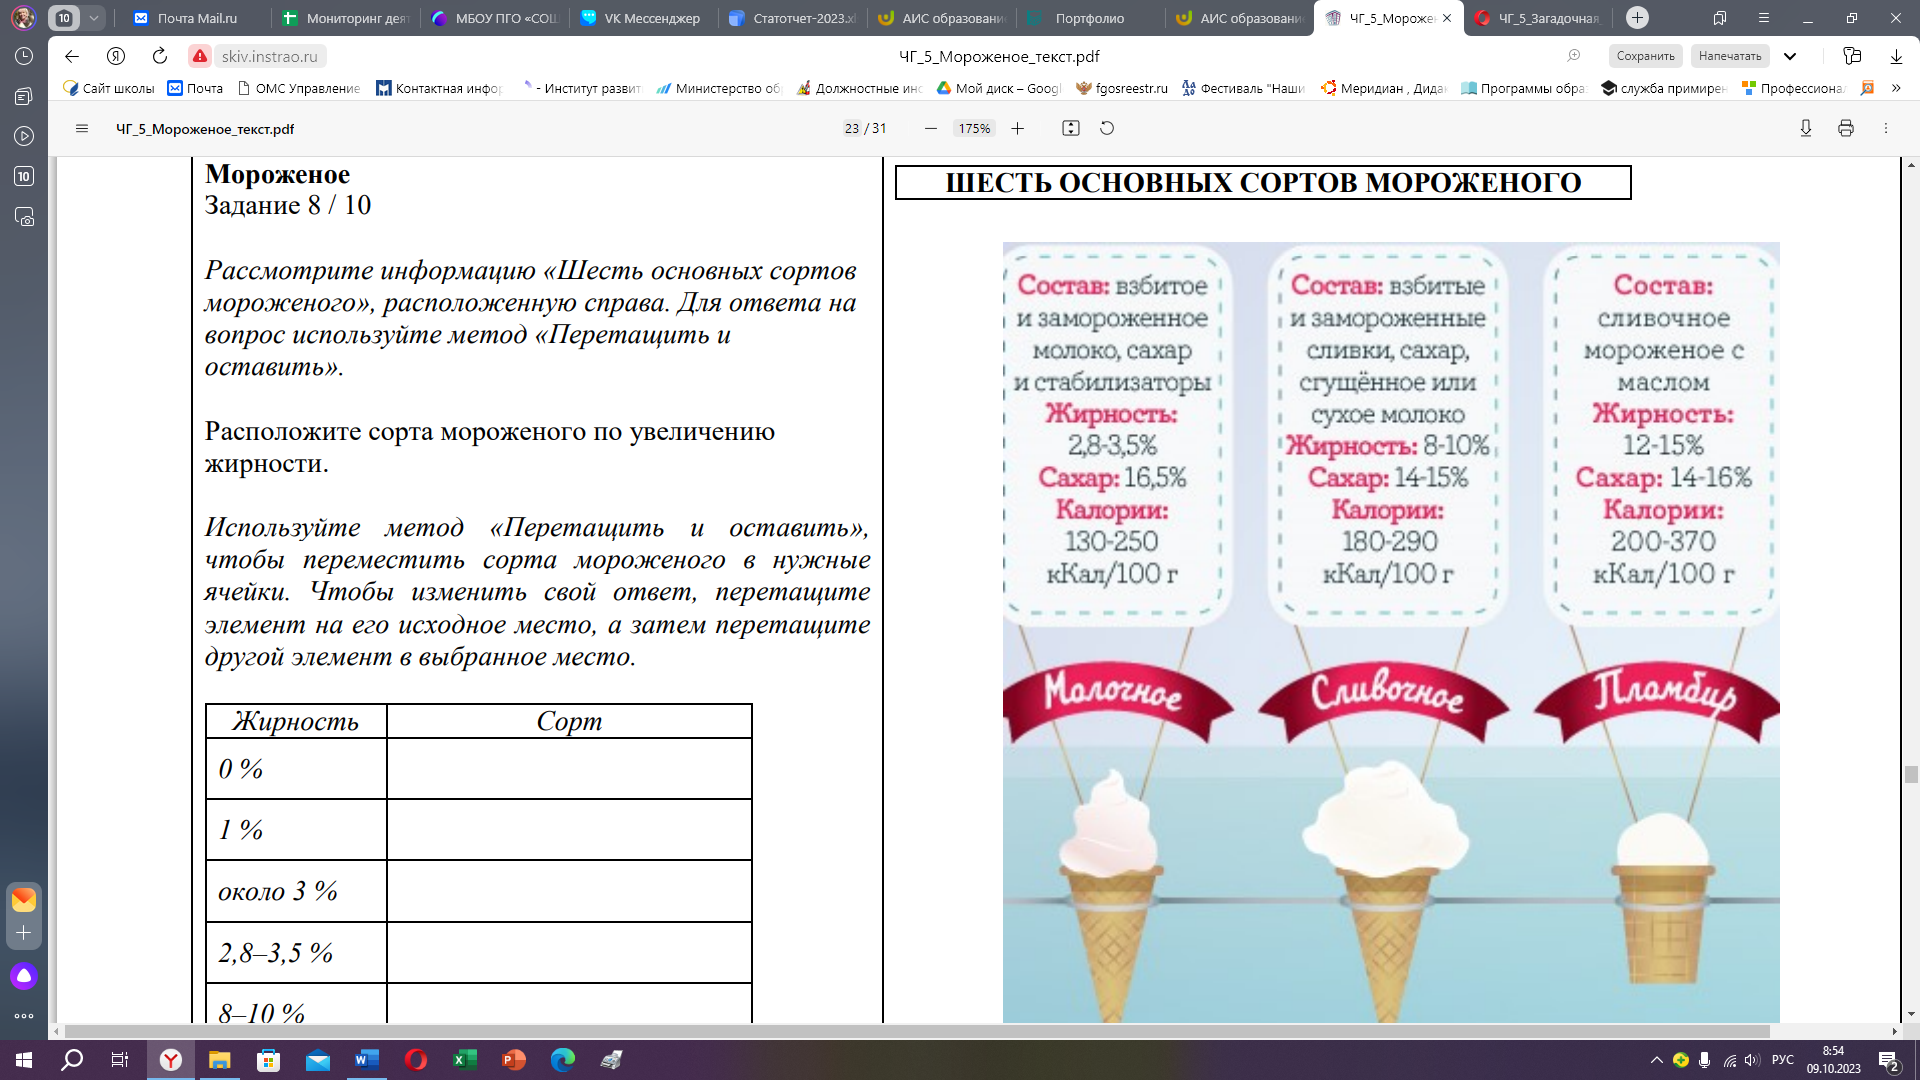 10
Почта Mail.ru
Мониторинг деят
МБОУ ПГО «СОШ
VK Мессенджер
Статотчет-2023.xl
АИС образовани
Портфолио
АИС образовани
ЧГ_5_Морожен
ЧГ_5_Загадочная
skiv.instrao.ru
ЧГ_5_Мороженое_текст.pdf
Сохранить
Напечатать
Сайт школы
Почта
ОМС Управление
Контактная инфор
- Институт развит
Министерство об
Должностные инс
Мой диск – Googl
fgosreestr.ru
Фестиваль "Наши
Меридиан , Дидак
Программы обра
служба примирен
Профессионал
ЧГ_5_Мороженое_текст.pdf
23 / 31
175%
10
Мороженое
Задание 8 / 10
Рассмотрите информацию «Шесть основных сортов
мороженого», расположенную справа. Для ответа на
вопрос используйте метод «Перетащить и
оставить».
Расположите сорта мороженого по увеличению
жирности.
Используйте метод «Перетащить и оставить»,
чтобы переместить сорта мороженого в нужные
ячейки. Чтобы изменить свой ответ, перетащите
элемент на его исходное место, а затем перетащите
другой элемент в выбранное место.
Жирность Сорт
0 %
1 %
около 3 %
2,8–3,5 %
8–10 %
ШЕСТЬ ОСНОВНЫХ СОРТОВ МОРОЖЕНОГО
Состав: взбитое
и замороженное
молоко, сахар
и стабилизаторы
Жирность:
2,8-3,5%
Сахар: 16,5%
Калории:
130-250
кКал/100 г
Молочное
Состав: взбитые
и замороженные
сливки, сахар,
сгущённое или
сухое молоко
Жирность: 8-10%
Сахар: 14-15%
Калории:
180-290
кКал/100 г
Сливочное
Состав:
сливочное
мороженое с
маслом
Жирность:
12-15%
Сахар: 14-16%
Калории:
200-370
кКал/100 г
Пломбир
РУС
8:54
09.10.2023
2